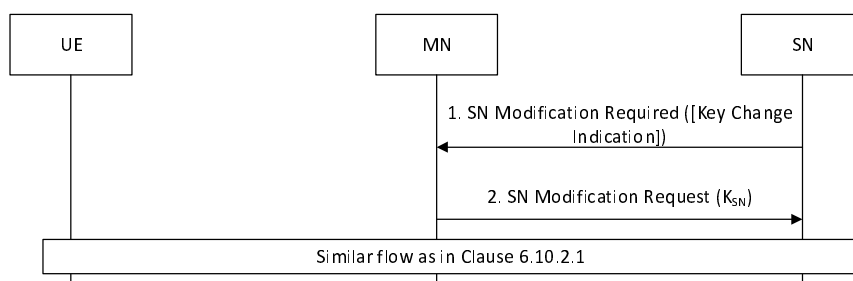 UE
MN
SN
1. SN Modification Required ([Key Change
Indication])
2. SN Modification Request (KSN)
Similar flow as in Clause 6.10.2.1